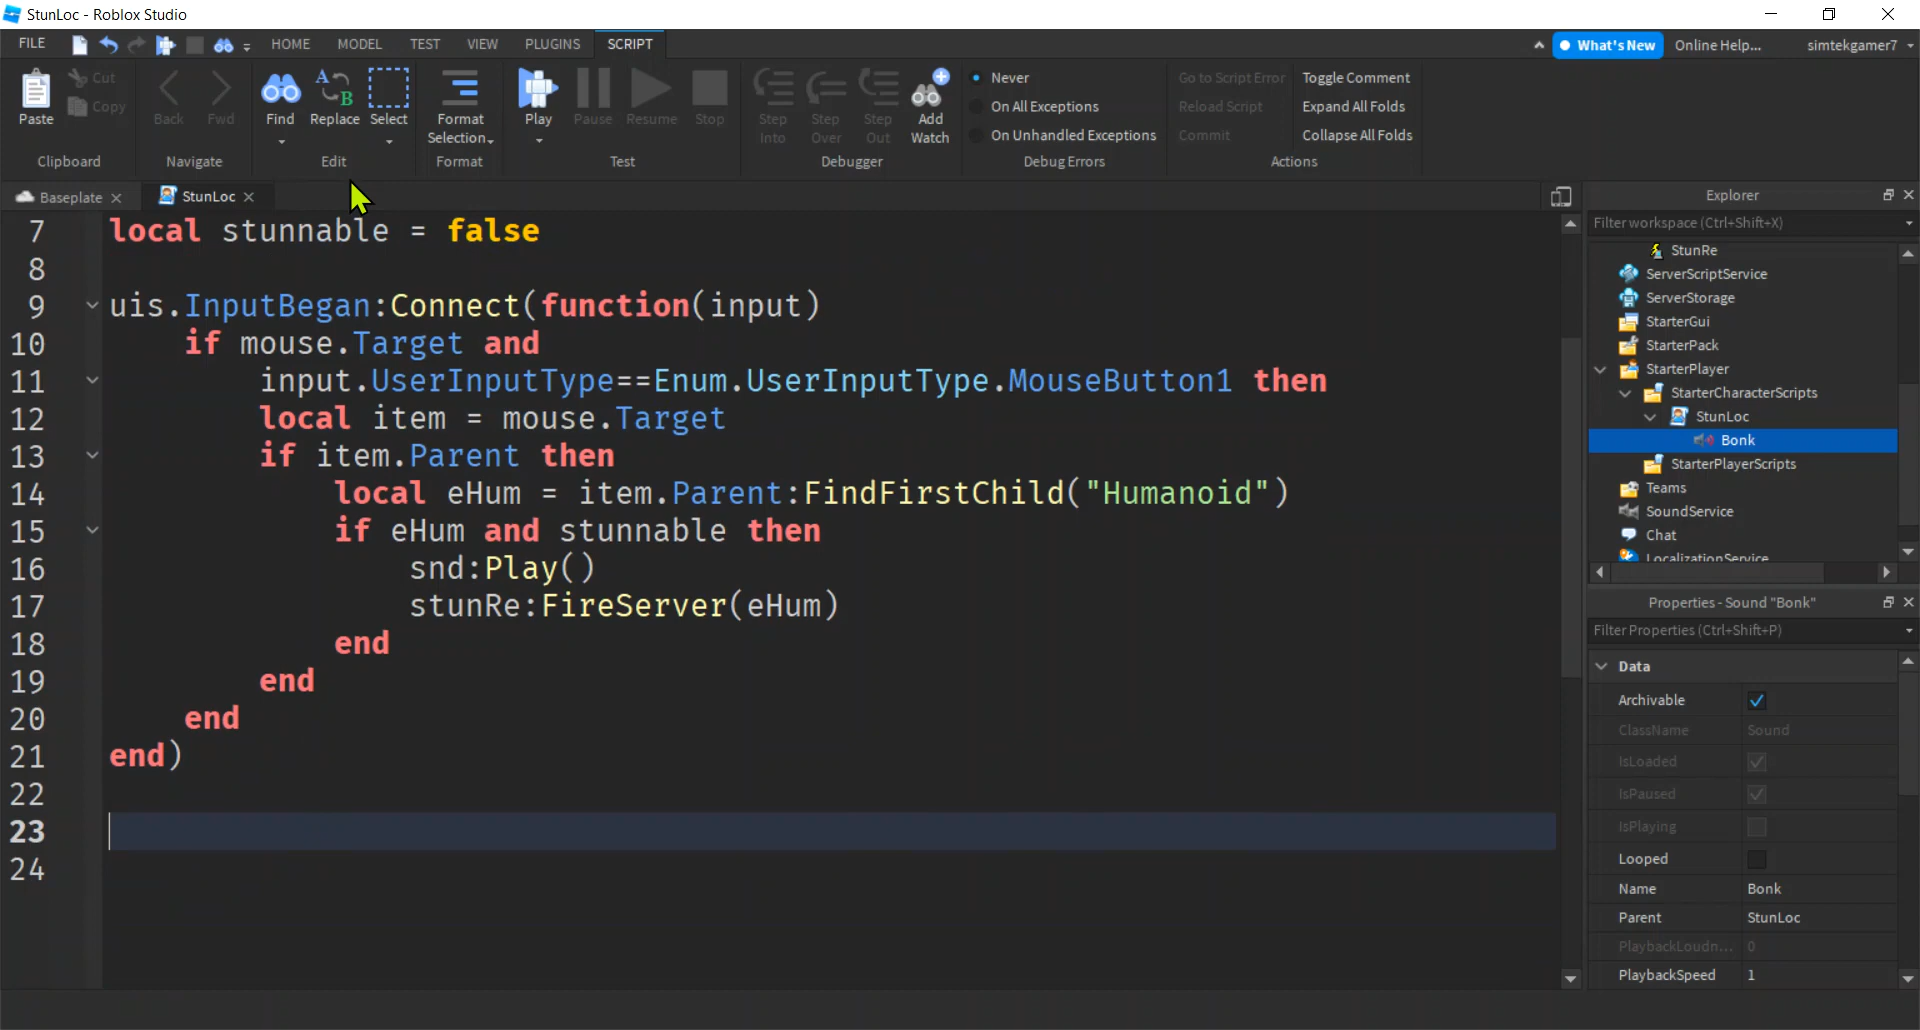 StunLoc - Roblox Studio
FILE HOME MODEL TEST VIEW PLUGINS SCRIPT What's New Online Help... simtekgamer7
Paste Cut Copy Clipboard
Back Fwd Navigate
Find Replace Select Edit
Format Selection Format
Play Pause Resume Stop Test
Step Into Step Over Step Out Add Watch Debugger
Never
On All Exceptions
On Unhandled Exceptions
Debug Errors
Go to Script Error Toggle Comment
Reload Script Expand All Folds
Commit Collapse All Folds
Actions
Baseplate StunLoc
7 local stunnable = false
8
9 uis.InputBegan:Connect(function(input)
10 if mouse.Target and
11 input.UserInputType==Enum.UserInputType.MouseButton1 then
12 local item = mouse.Target
13 if item.Parent then
14 local eHum = item.Parent:FindFirstChild("Humanoid")
15 if eHum and stunnable then
16 snd:Play()
17 stunRe:FireServer(eHum)
18 end
19 end
20 end
21 end)
22
23
24
Explorer
Filter workspace (Ctrl+Shift+X)
StunRe
ServerScriptService
ServerStorage
StarterGui
StarterPack
StarterPlayer
StarterCharacterScripts
StunLoc
Bonk
StarterPlayerScripts
Teams
SoundService
Chat
LocalizationService
Properties - Sound "Bonk"
Filter Properties (Ctrl+Shift+P)
Data
Archivable
ClassName Sound
IsLoaded
IsPaused
IsPlaying
Looped
Name Bonk
Parent StunLoc
PlaybackLoudn... 0
PlaybackSpeed 1